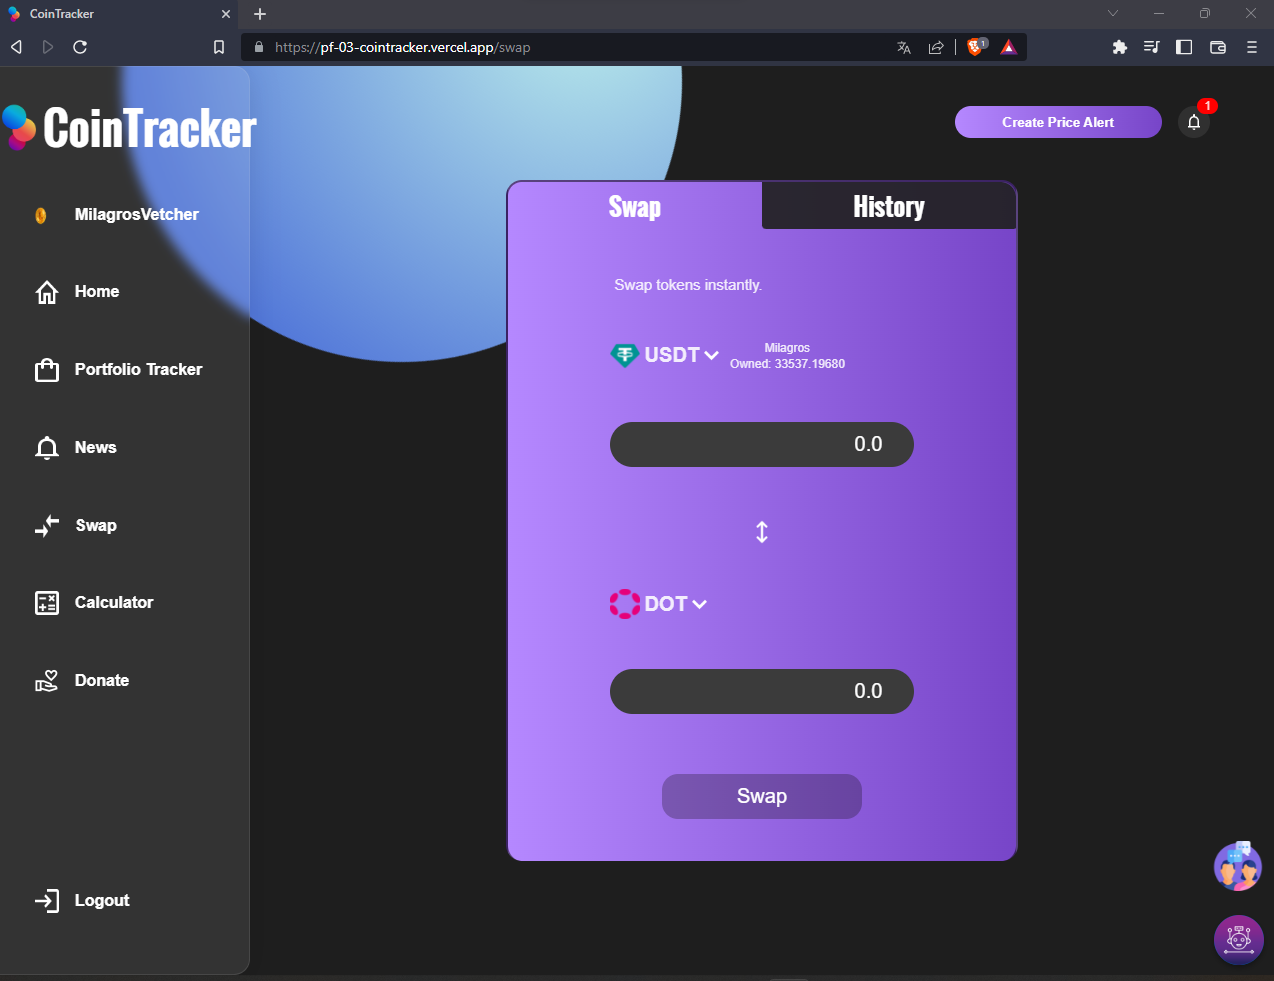 CoinTracker
https://pf-03-cointracker.vercel.app/swap
1
CoinTracker
Create Price Alert
1
MilagrosVetcher
Home
Portfolio Tracker
News
Swap
Calculator
Donate
Logout
Swap
History
Swap tokens instantly.
USDT
Milagros
Owned: 33537.19680
0.0
DOT
0.0
Swap